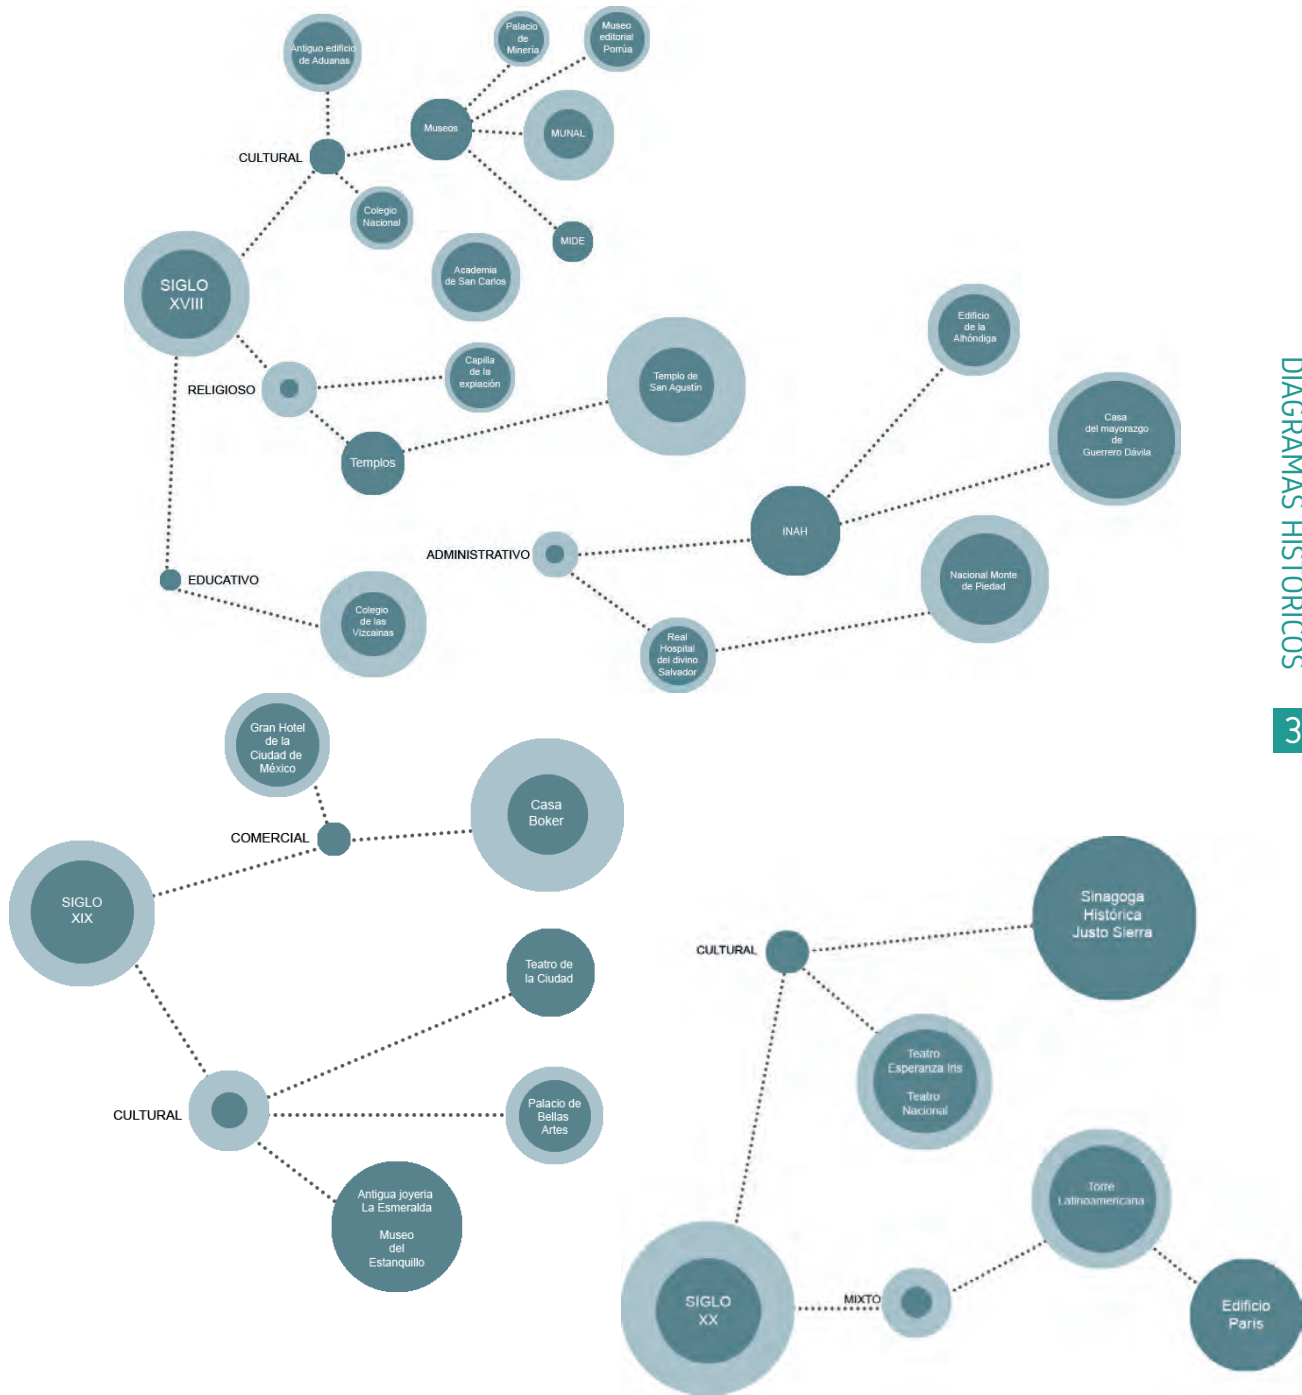 Antiguo edificio
de Aduanas
Palacio
de
Minería
Museo
editorial
Porrúa
Museos
MUNAL
CULTURAL
Colegio
Nacional
MIDE
Academia
de San Carlos
SIGLO
XVIII
Edificio
de la
Alhóndiga
RELIGIOSO
Capilla
de la
expiación
Templo de
San Agustín
Templos
Casa
del mayorazgo
de
Guerrero Dávila
INAH
ADMINISTRATIVO
Nacional Monte
de Piedad
EDUCATIVO
Colegio
de las
Vizcainas
Real
Hospital
del divino
Salvador
DIAGRAMAS HISTÓRICOS
3
Gran Hotel
de la
Ciudad de
México
COMERCIAL
Casa
Boker
SIGLO
XIX
Teatro de
la Ciudad
CULTURAL
Palacio de
Bellas
Artes
Antigua joyeria
La Esmeralda
Museo
del
Estanquillo
Sinagoga
Histórica
Justo Sierra
CULTURAL
Teatro
Esperanza Iris
Teatro
Nacional
Torre
Latinoamericana
SIGLO
XX
MIXTO
Edificio
Paris